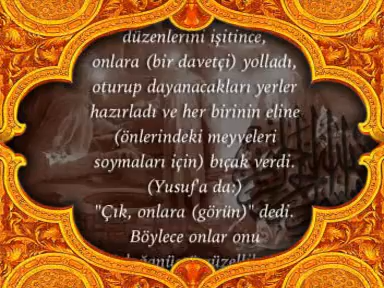 düzenlerini işitince,
onlara (bir davetçi) yolladı,
oturup dayanacakları yerler
hazırladı ve her birinin eline
(önlerindeki meyveleri
soymaları için) bıçak verdi.
(Yusuf'a da:)
"Çık, onlara (görün)" dedi.
Böylece onlar onu